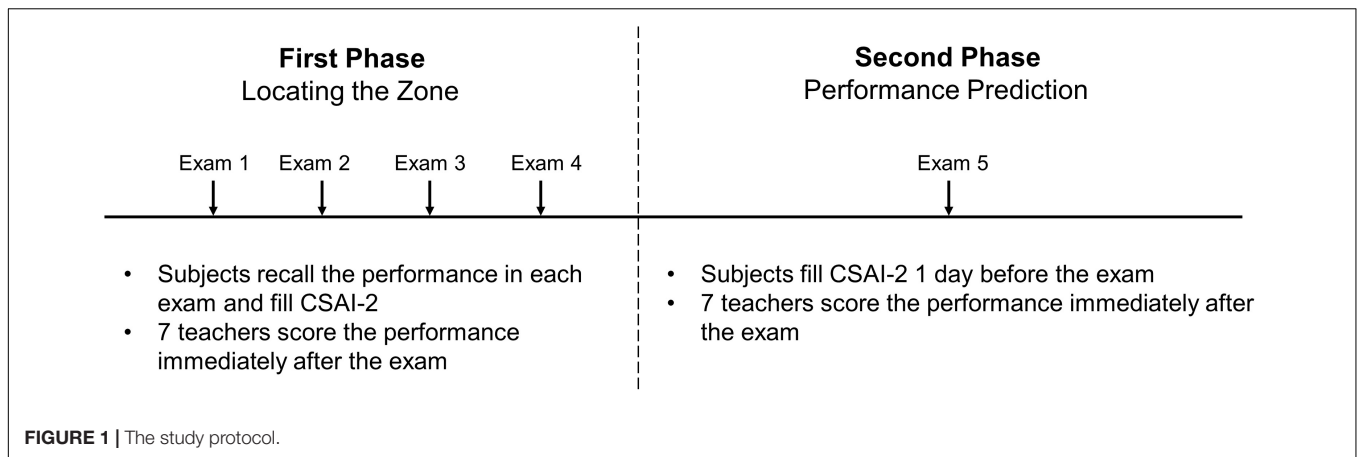 First Phase
Locating the Zone
Exam 1 Exam 2 Exam 3 Exam 4
• Subjects recall the performance in each
exam and fill CSAI-2
• 7 teachers score the performance
immediately after the exam
Second Phase
Performance Prediction
Exam 5
• Subjects fill CSAI-2 1 day before the exam
• 7 teachers score the performance immediately after
the exam
FIGURE 1 | The study protocol.